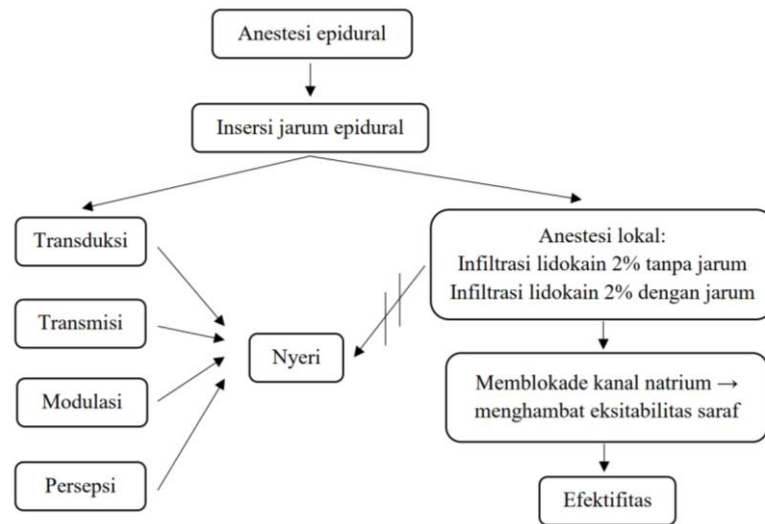 Anestesi epidural
Insersi jarum epidural
Transduksi
Transmisi
Modulasi
Persepsi
Nyeri
Anestesi lokal:
Infiltrasi lidokain 2% tanpa jarum
Infiltrasi lidokain 2% dengan jarum
Memblokade kanal natrium →
menghambat eksitabilitas saraf
Efektifitas